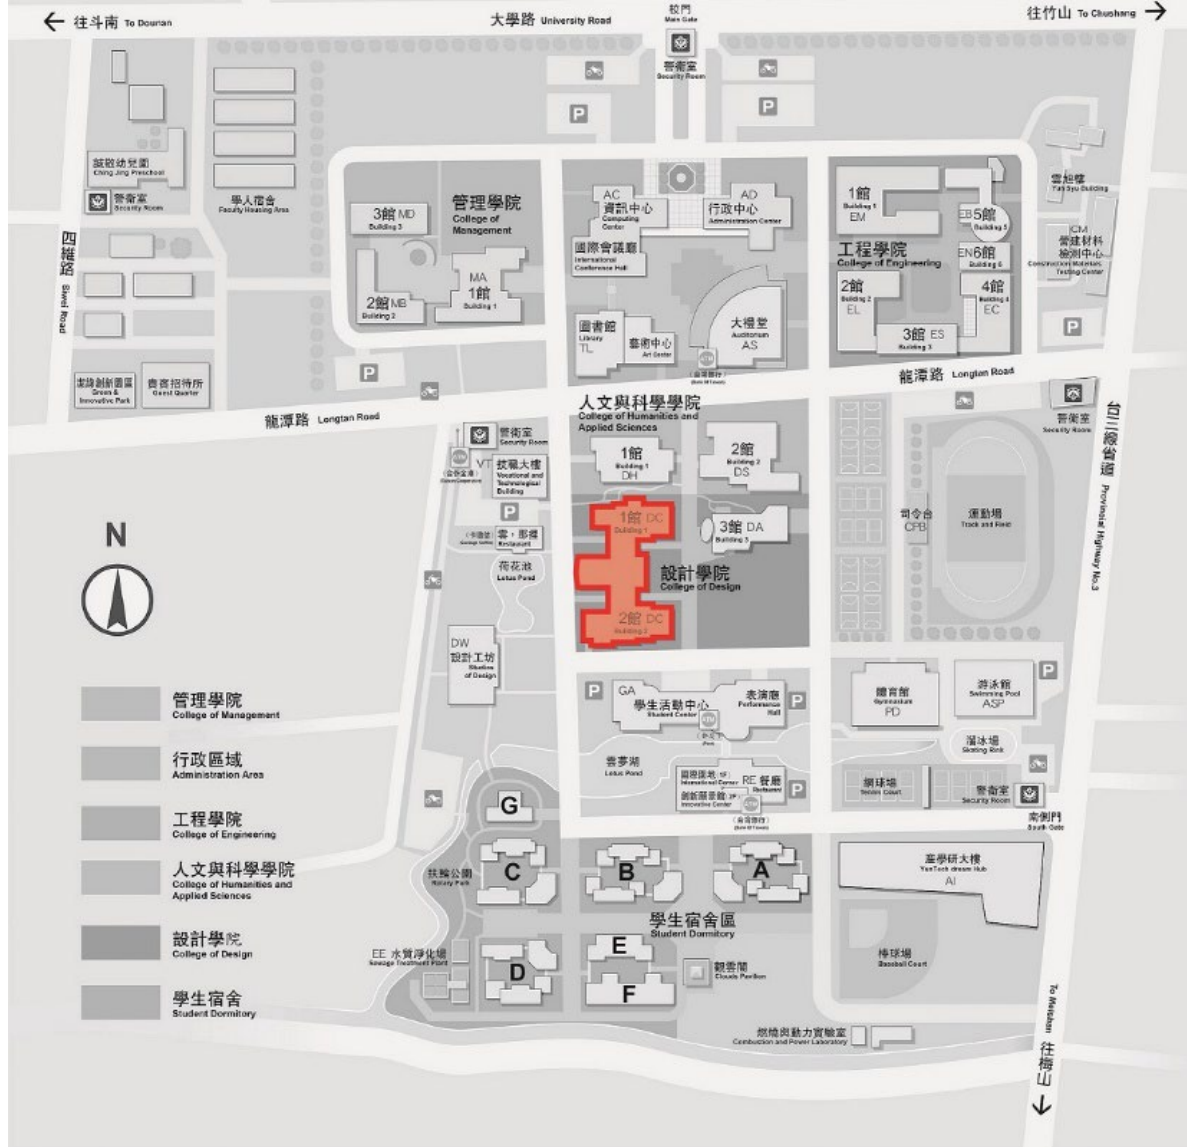 往斗南 To Dounan
大學路 University Road
校門
Main Gate
往竹山 To Chushang
警衛室
Security Room
P
P
誠敬幼兒園
Ching Jing Preschool
警衛室
Security Room
學人宿舍
Faculty Housing Area
四維路 Siwei Road
3館 MD
Building 3
管理學院
College of
Management
MA
1館
Building 1
2館 MB
Building 2
AC
資訊中心
Computing
Center
AD
行政中心
Administration Center
國際會議廳
International
Conference Hall
圖書館
Library
TL
藝術中心
Art Center
大禮堂
Auditorium
AS
ATM
1館
Building 1
EM
EB 5館
Building 5
工程學院
College of Engineering
EN 6館
Building 6
2館
Building 2
EL
4館
Building 4
EC
3館 ES
Building 3
雲旭樓
Yun Syu Building
CM
營建材料
檢測中心
Construction Materials
Testing Center
P
P
Green &
Innovative Park
貴賓招待所
Guest Quarter
龍潭路 Longtan Road
龍潭路 Longtan Road
警衛室
Security Room
台三線省道 Provincial Highway No.3
人文與科學學院
College of Humanities and
Applied Sciences
1館
Building 1
DH
2館
Building 2
DS
警衛室
Security Room
ATM
VT
技職大樓
Vocational and
Technological
Building
P
雲•那裡
Restaurant
荷花池
Lotus Pond
1館 DC
Building 1
3館 DA
Building 3
設計學院
College of Design
2館 DC
Building 2
司令台
CPB
運動場
Track and Field
N
DW
設計工坊
Studios
of Design
P
GA
學生活動中心
Student Center
ATM
表演廳
Performance
Hall
P
體育館
Gymnasium
PD
游泳館
Swimming Pool
ASP
P
溜冰場
Skating Rink
雲夢湖
Lotus Pond
國際園地 (1F)
International Corner
創新願景館 (2F)
Innovative Center
RE 餐廳
Restaurant
ATM
P
網球場
Tennis Court
警衛室
Security Room
南側門
South Gate
管理學院
College of Management
行政區域
Administration Area
工程學院
College of Engineering
人文與科學學院
College of Humanities and
Applied Sciences
設計學院
College of Design
學生宿舍
Student Dormitory
G
扶輪公園
Rotary Park
C
B
A
學生宿舍區
Student Dormitory
產學研大樓
YunTech dream Hub
AI
EE 水質淨化場
Sewage Treatment Plant
D
E
F
觀雲閣
Clouds Pavilion
棒球場
Baseball Court
燃燒與動力實驗室
Combustion and Power Laboratory
To Meishan 往梅山